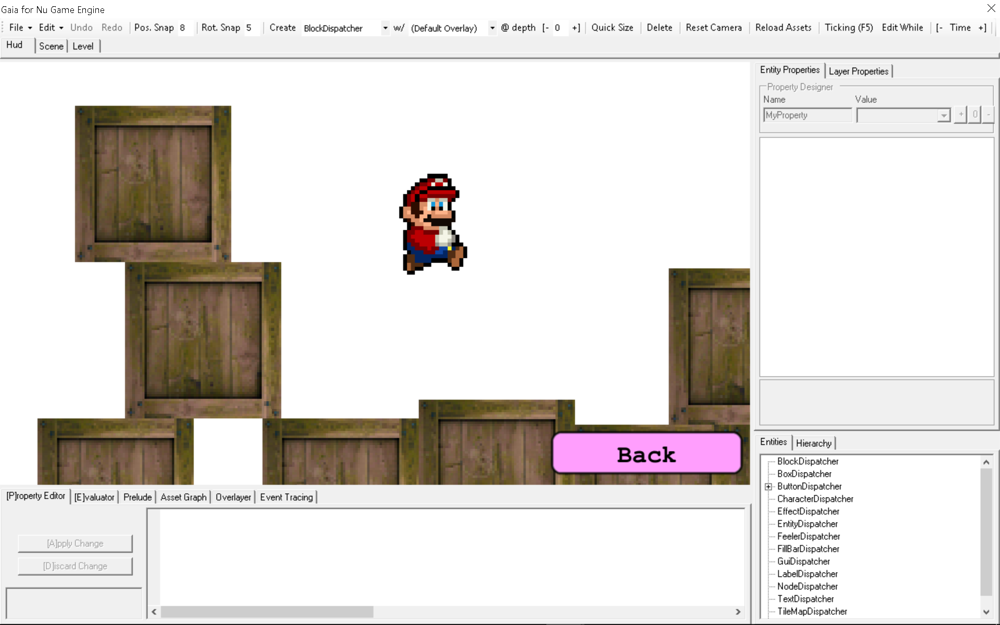 Gaia for Nu Game Engine
File Edit Undo Redo Pos. Snap 8 Rot. Snap 5 Create BlockDispatcher w/ (Default Overlay) @ depth [- 0 +] Quick Size Delete Reset Camera Reload Assets Ticking (F5) Edit While [- Time +]
Hud Scene Level
Entity Properties Layer Properties
Property Designer
Name Value
MyProperty + 0 -
Back
Entities Hierarchy
BlockDispatcher
BoxDispatcher
ButtonDispatcher
CharacterDispatcher
EffectDispatcher
EntityDispatcher
FeelerDispatcher
FillBarDispatcher
GuiDispatcher
LabelDispatcher
NodeDispatcher
TextDispatcher
TileMapDispatcher
[P]roperty Editor [E]valuator Prelude Asset Graph Overlayer Event Tracing
[A]pply Change
[D]iscard Change